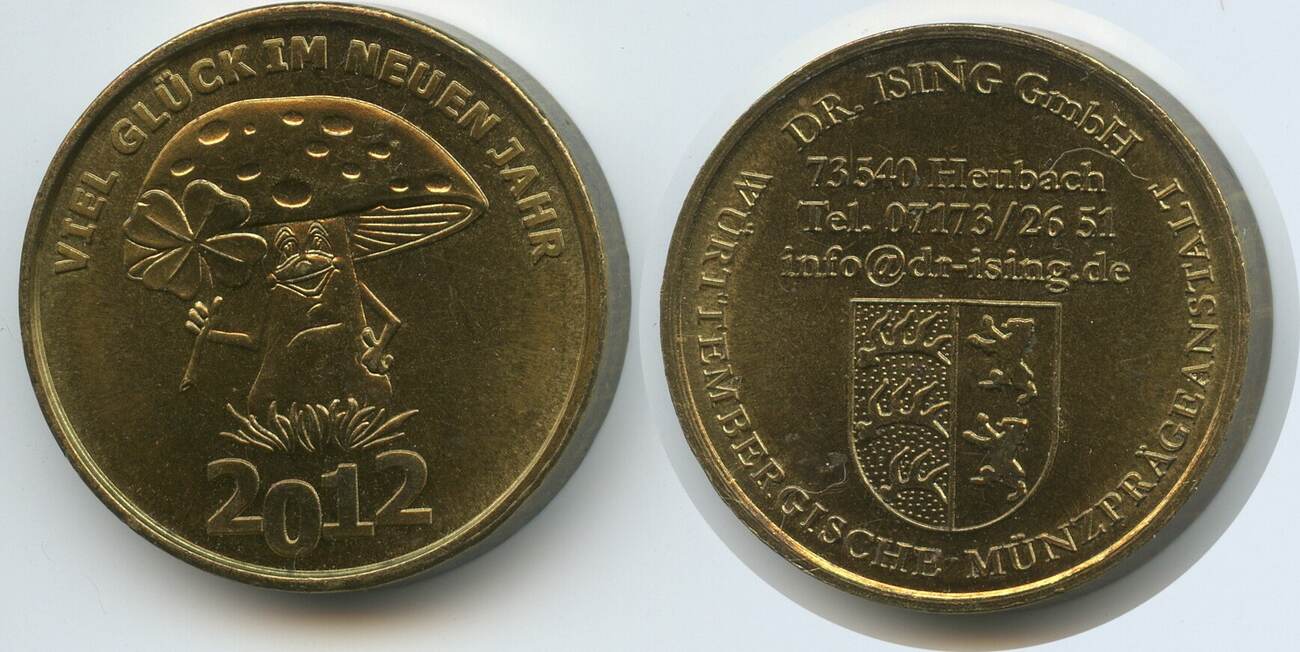 VIEL GLÜCK IM NEUEN JAHR
2012
DR. ISING GmbH
73540 Heubach
Tel. 07173/26 51
info@dr-ising.de
WÜRTTEMBERGISCHE MÜNZPRÄGEANSTALT